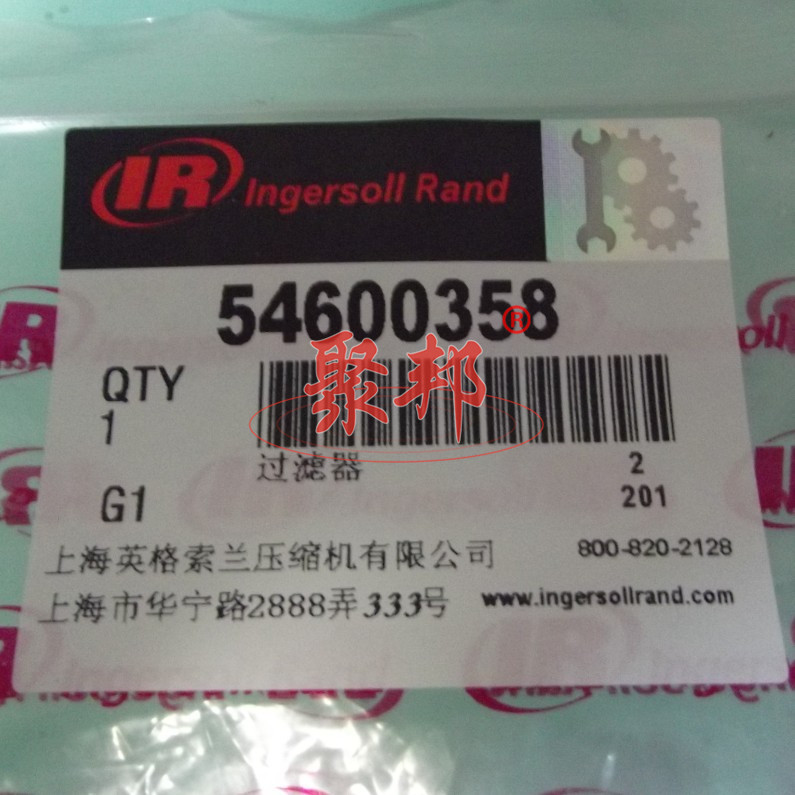 IR Ingersoll Rand
54600358
®
聚邦
QTY
1
过滤器 2
G1 201
上海英格索兰压缩机有限公司 800-820-2128
上海市华宁路2888弄333号 www.ingersollrand.com